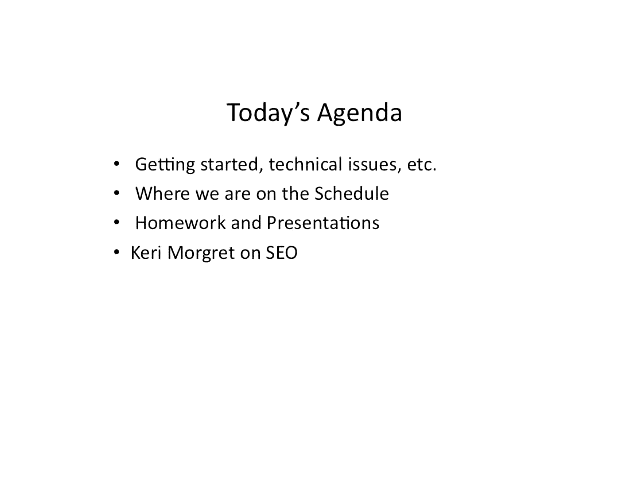 Today’s Agenda
• Getting started, technical issues, etc.
• Where we are on the Schedule
• Homework and Presentations
• Keri Morgret on SEO